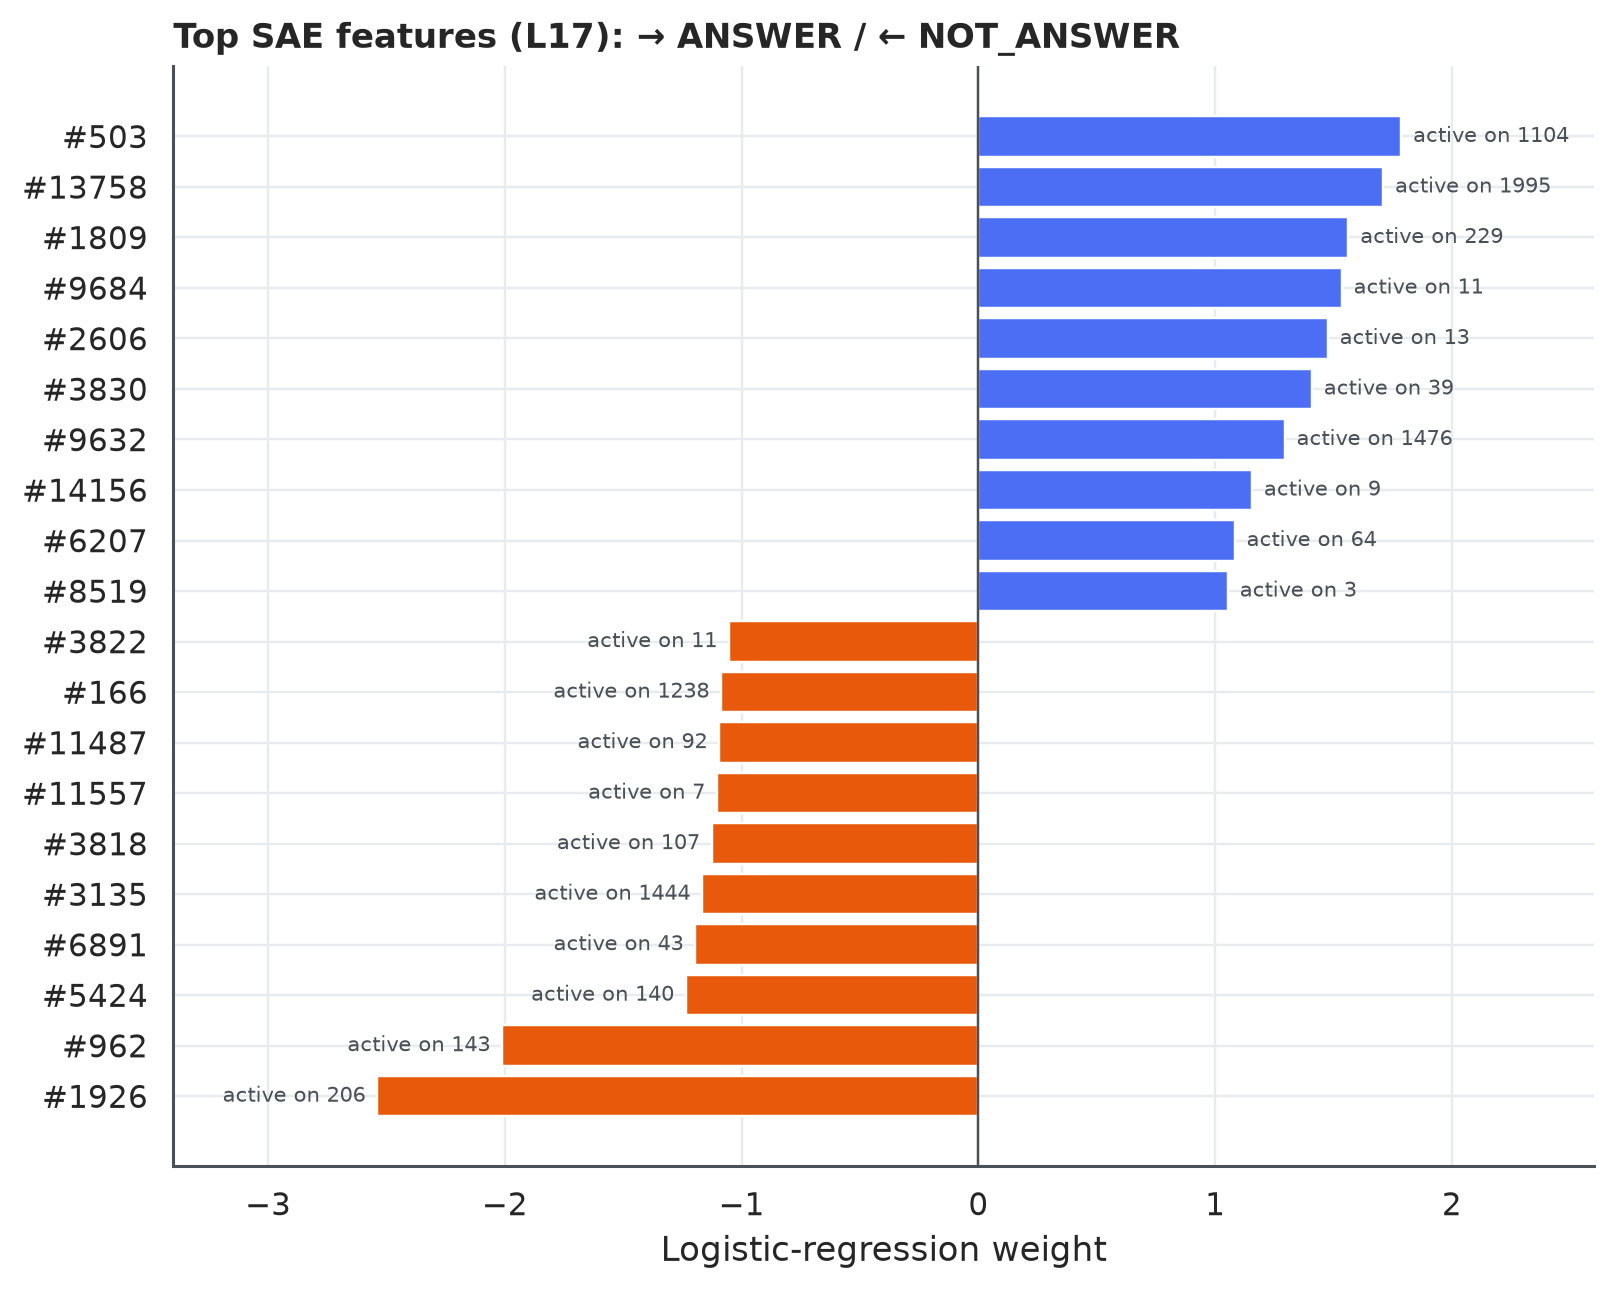 Top SAE features (L17): → ANSWER / ← NOT_ANSWER
#503 active on 1104
#13758 active on 1995
#1809 active on 229
#9684 active on 11
#2606 active on 13
#3830 active on 39
#9632 active on 1476
#14156 active on 9
#6207 active on 64
#8519 active on 3
#3822 active on 11
#166 active on 1238
#11487 active on 92
#11557 active on 7
#3818 active on 107
#3135 active on 1444
#6891 active on 43
#5424 active on 140
#962 active on 143
#1926 active on 206
−3 −2 −1 0 1 2
Logistic-regression weight